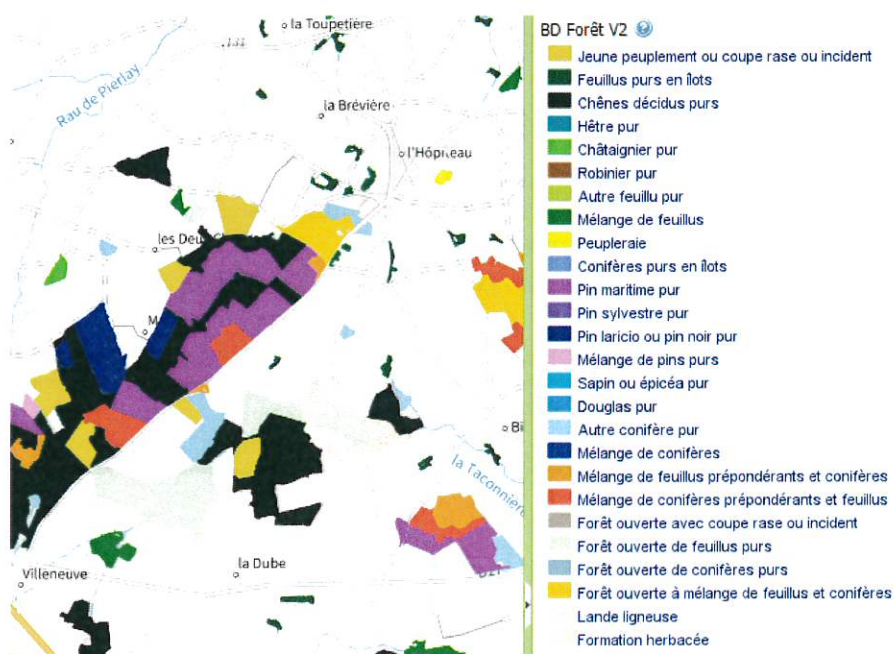 la Toupetière
131
Rau de Pierlay
la Brévière
l'Hôpiteau
les Deu
M
Bi
la Taconnière
la Dube
Villeneuve
BD Forêt V2
Jeune peuplement ou coupe rase ou incident
Feuillus purs en îlots
Chênes décidus purs
Hêtre pur
Châtaignier pur
Robinier pur
Autre feuillu pur
Mélange de feuillus
Peupleraie
Conifères purs en îlots
Pin maritime pur
Pin sylvestre pur
Pin laricio ou pin noir pur
Mélange de pins purs
Sapin ou épicéa pur
Douglas pur
Autre conifère pur
Mélange de conifères
Mélange de feuillus prépondérants et conifères
Mélange de conifères prépondérants et feuillus
Forêt ouverte avec coupe rase ou incident
Forêt ouverte de feuillus purs
Forêt ouverte de conifères purs
Forêt ouverte à mélange de feuillus et conifères
Lande ligneuse
Formation herbacée